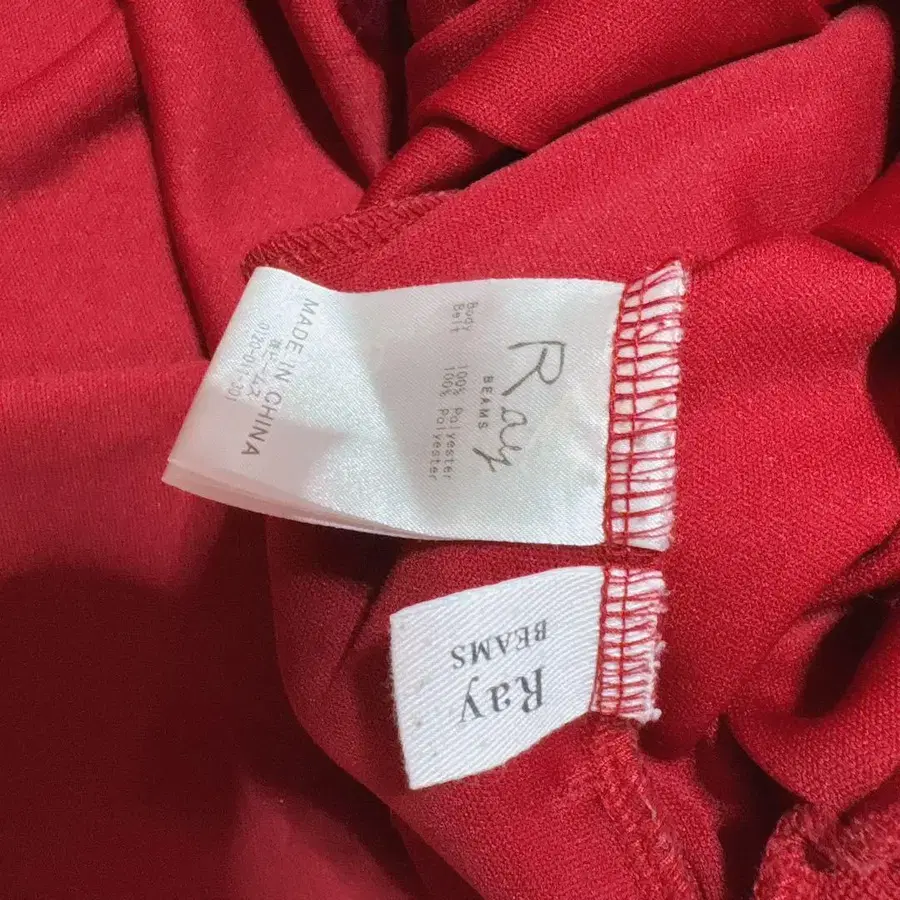 Ray
BEAMS
Body 100% Polyester
Belt 100% Polyester
MADE IN CHINA
Ray
BEAMS